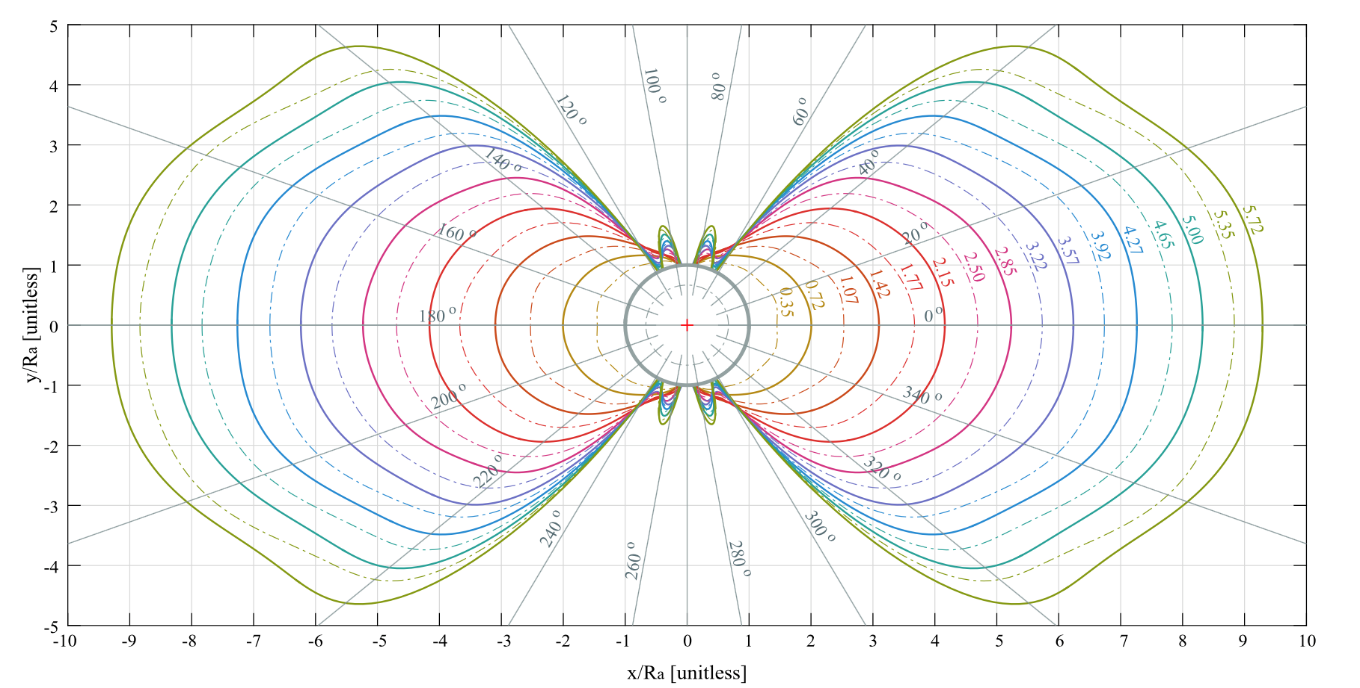 5
4
3
2
1
0
-1
-2
-3
-4
-5
y/Ra [unitless]
120 o
100 o
80 o
60 o
140 o
40 o
160 o
20 o
180 o
0 o
200 o
340 o
220 o
320 o
240 o
260 o
280 o
300 o
0.35
0.72
1.07
1.42
1.77
2.15
2.50
2.85
3.22
3.57
3.92
4.27
4.65
5.00
5.35
5.72
-10 -9 -8 -7 -6 -5 -4 -3 -2 -1 0 1 2 3 4 5 6 7 8 9 10
x/Ra [unitless]